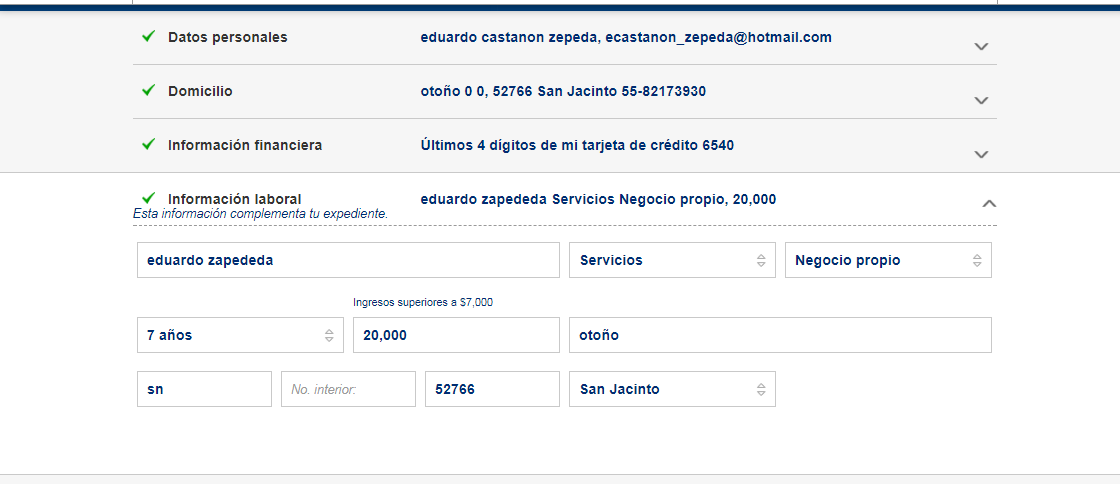 Datos personales eduardo castanon zepeda, ecastanon_zepeda@hotmail.com
Domicilio otoño 0 0, 52766 San Jacinto 55-82173930
Información financiera Últimos 4 dígitos de mi tarjeta de crédito 6540
Información laboral eduardo zapededa Servicios Negocio propio, 20,000
Esta información complementa tu expediente.
eduardo zapededa Servicios Negocio propio
Ingresos superiores a $7,000
7 años 20,000 otoño
sn No. interior: 52766 San Jacinto